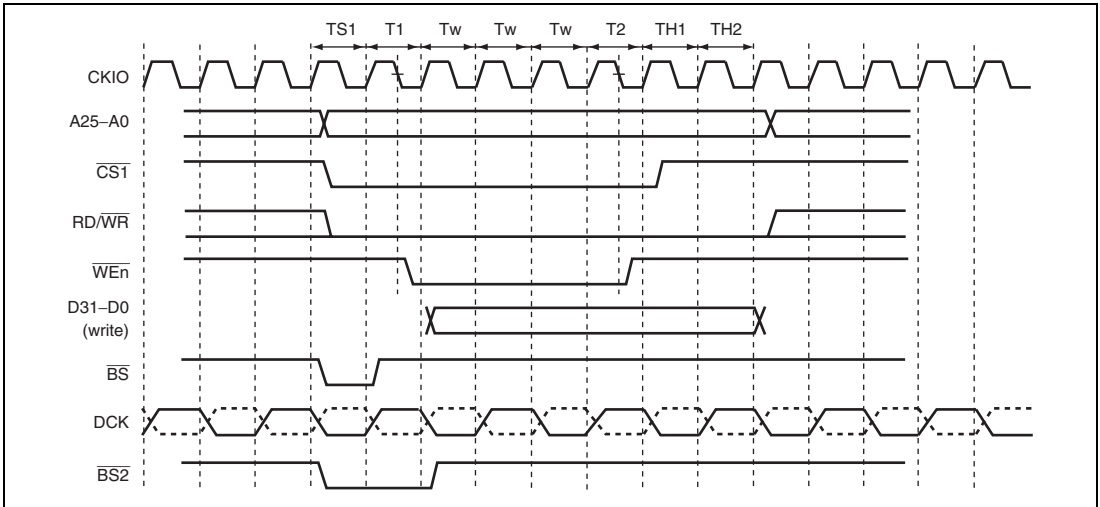 TS1 T1 Tw Tw Tw T2 TH1 TH2
CKIO
A25–A0
CS1
RD/WR
WEn
D31–D0
(write)
BS
DCK
BS2